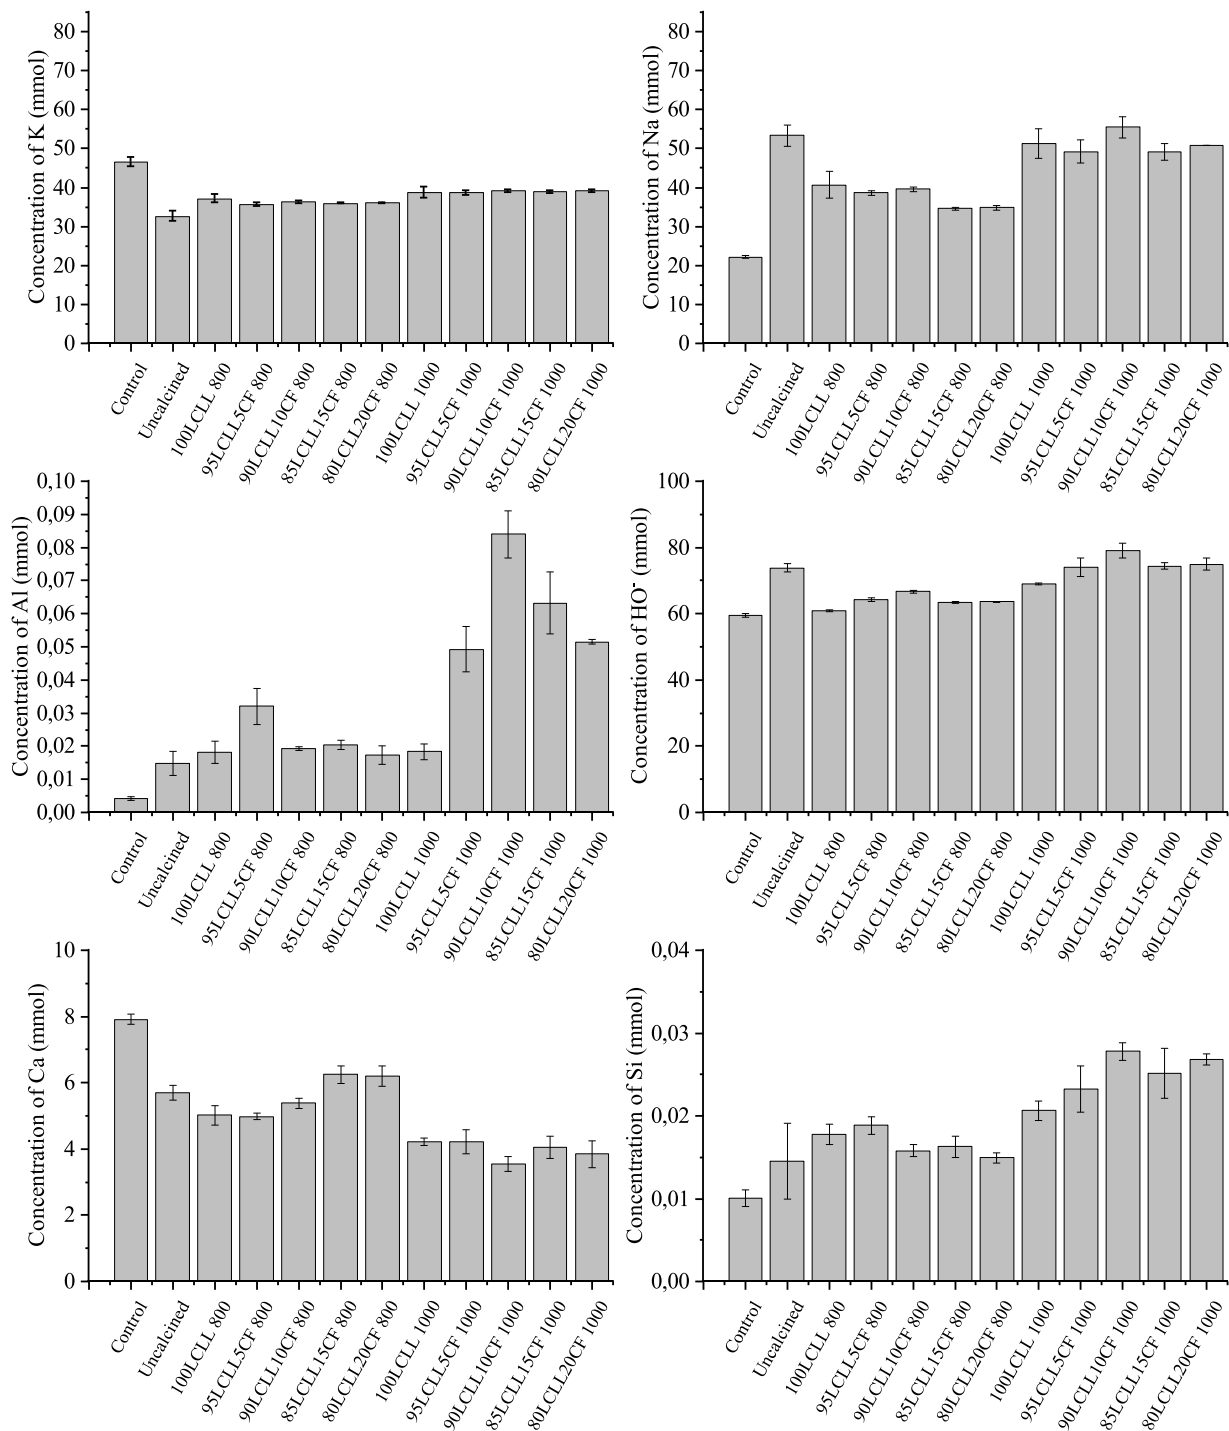 Concentration of K (mmol)
80
70
60
50
40
30
20
10
0
Control
Uncalcined
100LCLL 800
95LCLL5CF 800
90LCLL10CF 800
85LCLL15CF 800
80LCLL20CF 800
100LCLL 1000
95LCLL5CF 1000
90LCLL10CF 1000
85LCLL15CF 1000
80LCLL20CF 1000
Concentration of Na (mmol)
80
70
60
50
40
30
20
10
0
Control
Uncalcined
100LCLL 800
95LCLL5CF 800
90LCLL10CF 800
85LCLL15CF 800
80LCLL20CF 800
100LCLL 1000
95LCLL5CF 1000
90LCLL10CF 1000
85LCLL15CF 1000
80LCLL20CF 1000
Concentration of Al (mmol)
0,10
0,09
0,08
0,07
0,06
0,05
0,04
0,03
0,02
0,01
0,00
Control
Uncalcined
100LCLL 800
95LCLL5CF 800
90LCLL10CF 800
85LCLL15CF 800
80LCLL20CF 800
100LCLL 1000
95LCLL5CF 1000
90LCLL10CF 1000
85LCLL15CF 1000
80LCLL20CF 1000
Concentration of HO⁻ (mmol)
100
80
60
40
20
0
Control
Uncalcined
100LCLL 800
95LCLL5CF 800
90LCLL10CF 800
85LCLL15CF 800
80LCLL20CF 800
100LCLL 1000
95LCLL5CF 1000
90LCLL10CF 1000
85LCLL15CF 1000
80LCLL20CF 1000
Concentration of Ca (mmol)
10
8
6
4
2
0
Control
Uncalcined
100LCLL 800
95LCLL5CF 800
90LCLL10CF 800
85LCLL15CF 800
80LCLL20CF 800
100LCLL 1000
95LCLL5CF 1000
90LCLL10CF 1000
85LCLL15CF 1000
80LCLL20CF 1000
Concentration of Si (mmol)
0,04
0,03
0,02
0,01
0,00
Control
Uncalcined
100LCLL 800
95LCLL5CF 800
90LCLL10CF 800
85LCLL15CF 800
80LCLL20CF 800
100LCLL 1000
95LCLL5CF 1000
90LCLL10CF 1000
85LCLL15CF 1000
80LCLL20CF 1000